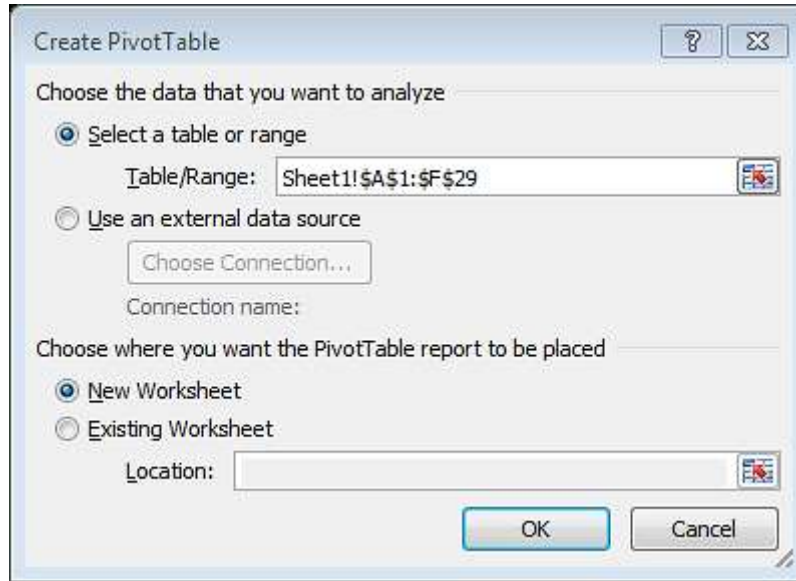 Create PivotTable
Choose the data that you want to analyze
Select a table or range
Table/Range: Sheet1!$A$1:$F$29
Use an external data source
Choose Connection...
Connection name:
Choose where you want the PivotTable report to be placed
New Worksheet
Existing Worksheet
Location:
OK Cancel